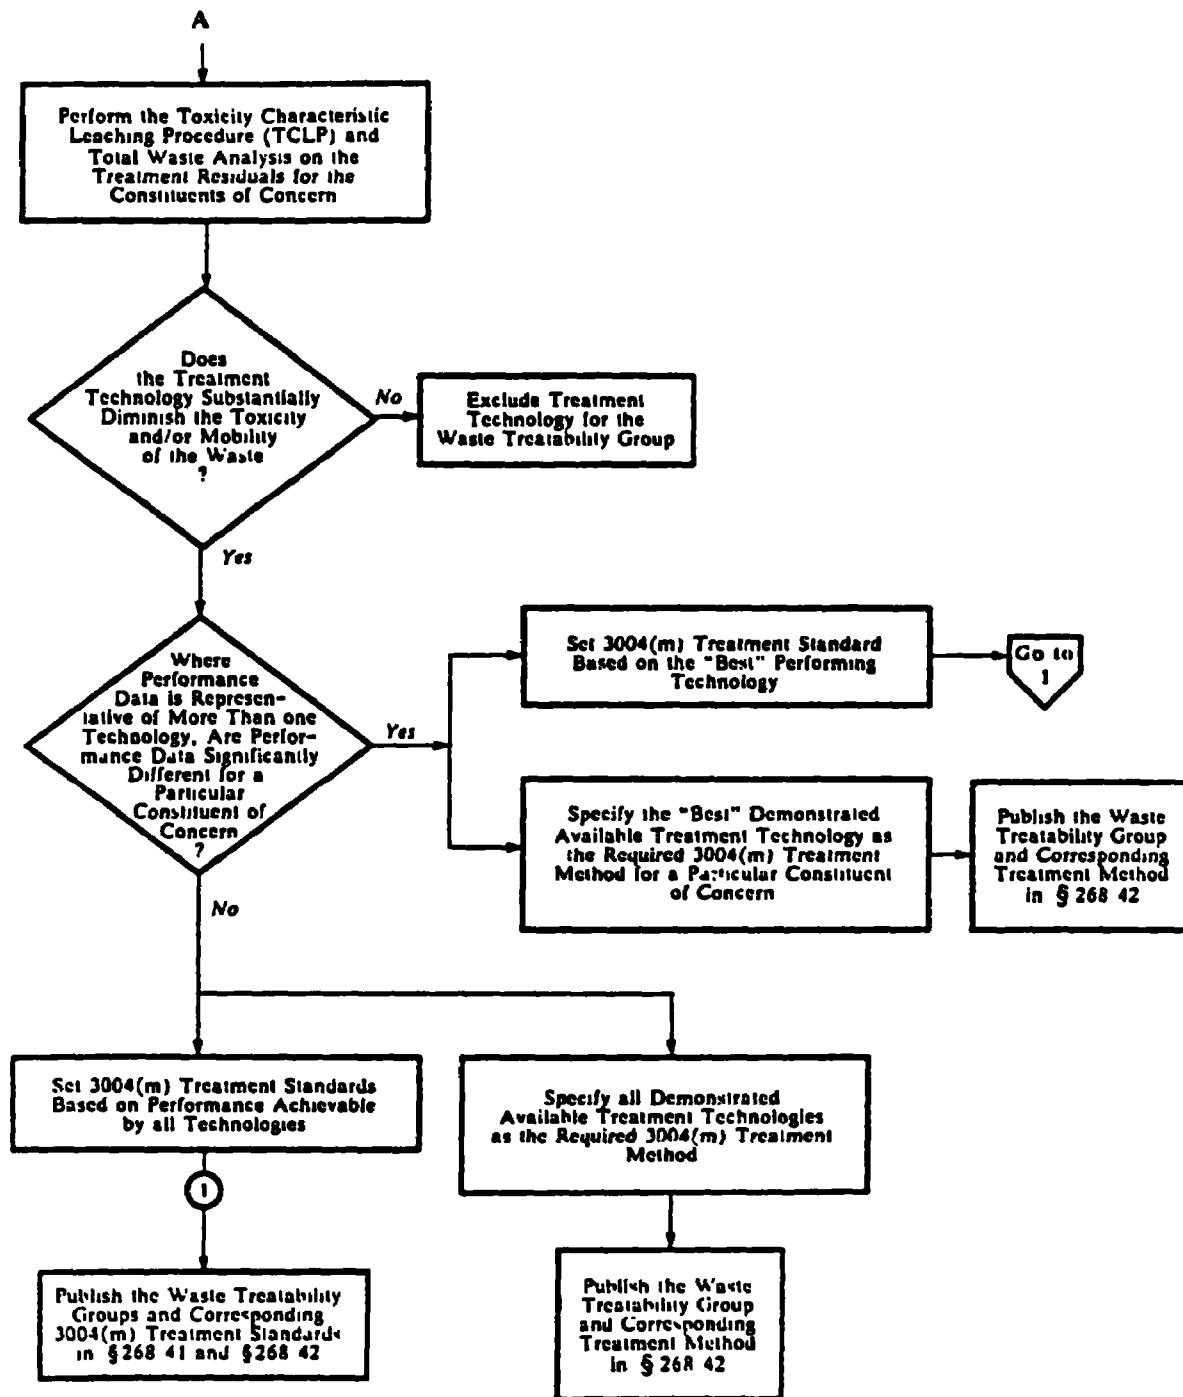 A
Perform the Toxicity Characteristic
Leaching Procedure (TCLP) and
Total Waste Analysis on the
Treatment Residuals for the
Constituents of Concern
Does
the Treatment
Technology Substantially
Diminish the Toxicity
and/or Mobility
of the Waste
?
No
Exclude Treatment
Technology for the
Waste Treatability Group
Yes
Where
Performance
Data is Represen-
tative of More Than one
Technology, Are Perfor-
mance Data Significantly
Different for a
Particular
Constituent of
Concern
?
Yes
Set 3004(m) Treatment Standard
Based on the "Best" Performing
Technology
Go to
1
Specify the "Best" Demonstrated
Available Treatment Technology as
the Required 3004(m) Treatment
Method for a Particular Constituent
of Concern
Publish the Waste
Treatability Group
and Corresponding
Treatment Method
in § 268 42
No
Set 3004(m) Treatment Standards
Based on Performance Achievable
by all Technologies
1
Publish the Waste Treatability
Groups and Corresponding
3004(m) Treatment Standards
in § 268 41 and § 268 42
Specify all Demonstrated
Available Treatment Technologies
as the Required 3004(m) Treatment
Method
Publish the Waste
Treatability Group
and Corresponding
Treatment Method
in § 268 42